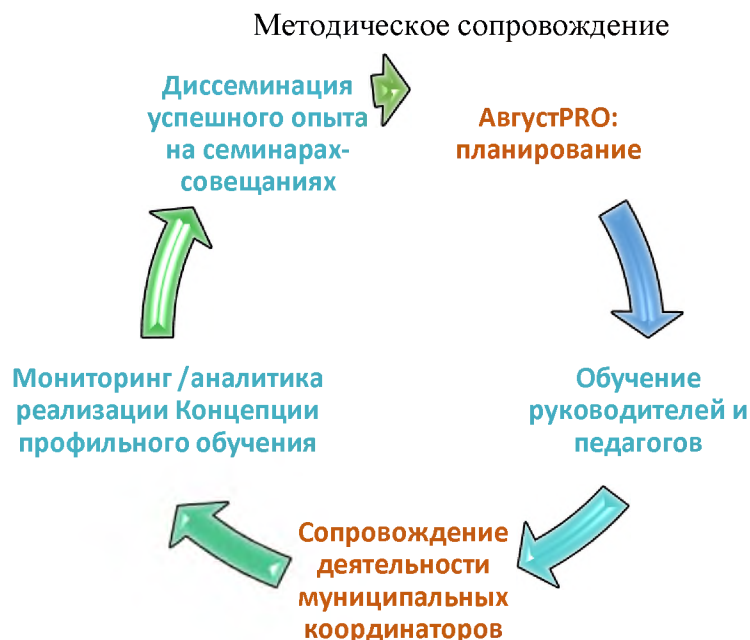 Методическое сопровождение
Диссеминация
успешного опыта
на семинарах-
совещаниях
АвгустPRO:
планирование
Обучение
руководителей и
педагогов
Сопровождение
деятельности
муниципальных
координаторов
Мониторинг /аналитика
реализации Концепции
профильного обучения